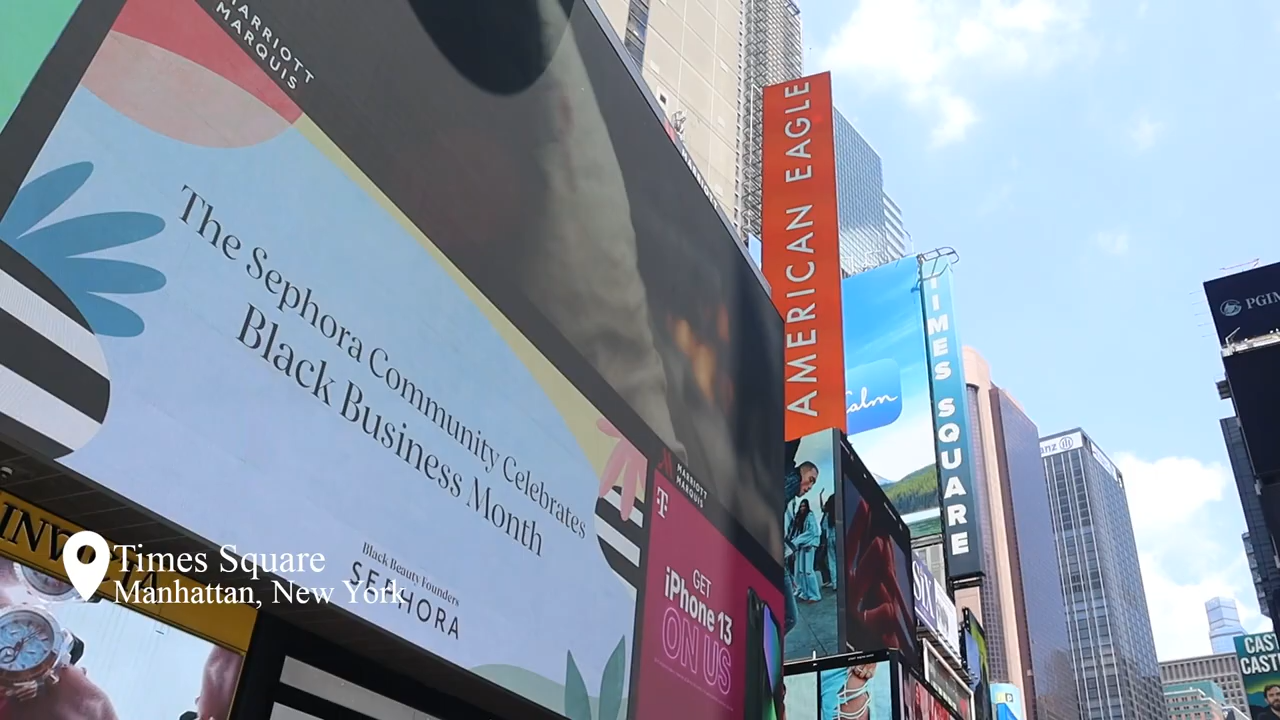 MARRIOTT
MARQUIS
The Sephora Community Celebrates
Black Business Month
Black Beauty Founders
SEPHORA
INVICTA
Times Square
Manhattan, New York
MARRIOTT
MARQUIS
T
GET
iPhone 13
ON US
AMERICAN EAGLE
Calm
TIMES SQUARE